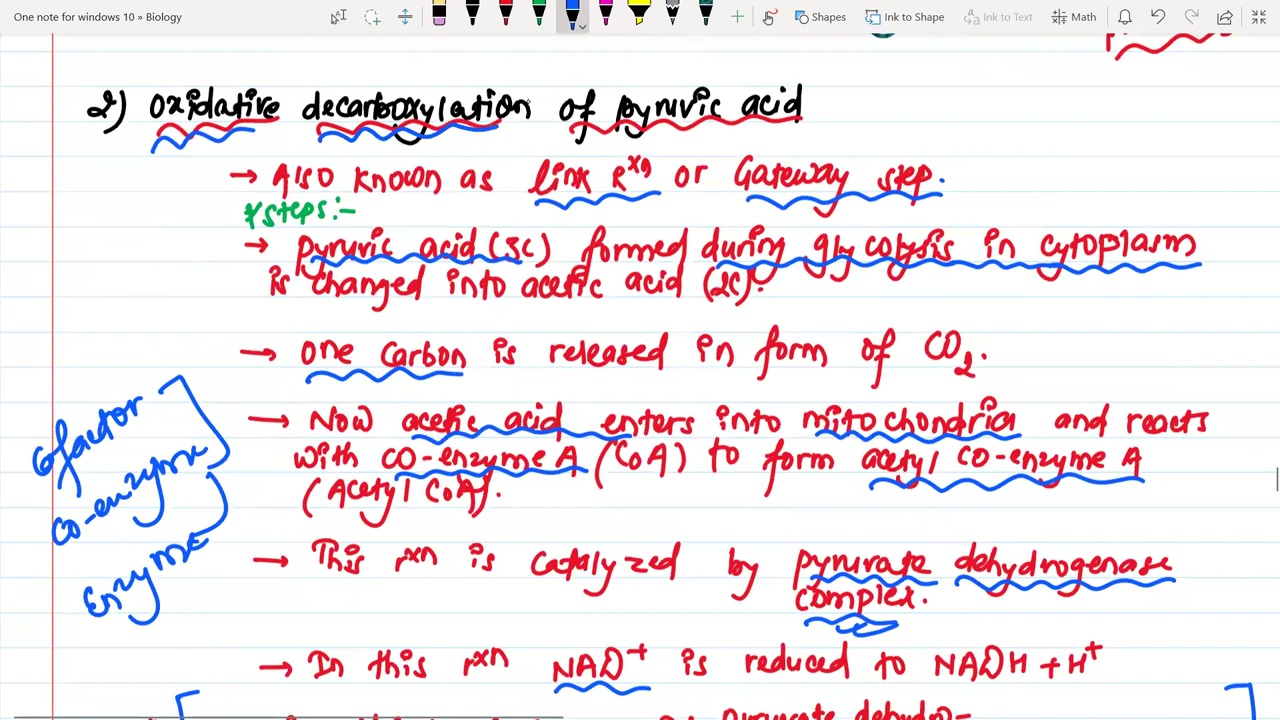 One note for windows 10 » Biology
Shapes
Ink to Shape
Ink to Text
Math
2) oxidative decarboxylation of pyruvic acid
→ Also known as link rxn or Gateway step.
* steps:-
→ pyruvic acid (3C) formed during glycolysis in cytoplasm
is changed into acetic acid (2C).
→ One carbon is released in form of CO2.
→ Now acetic acid enters into mitochondria and reacts
with co-enzyme A (CoA) to form acetyl co-enzyme A
(Acetyl CoA).
cofactor
co-enzyme
enzyme
→ This rxn is catalyzed by pyruvate dehydrogenase
complex.
→ In this rxn NAD+ is reduced to NADH + H+
pyruvate dehydro-